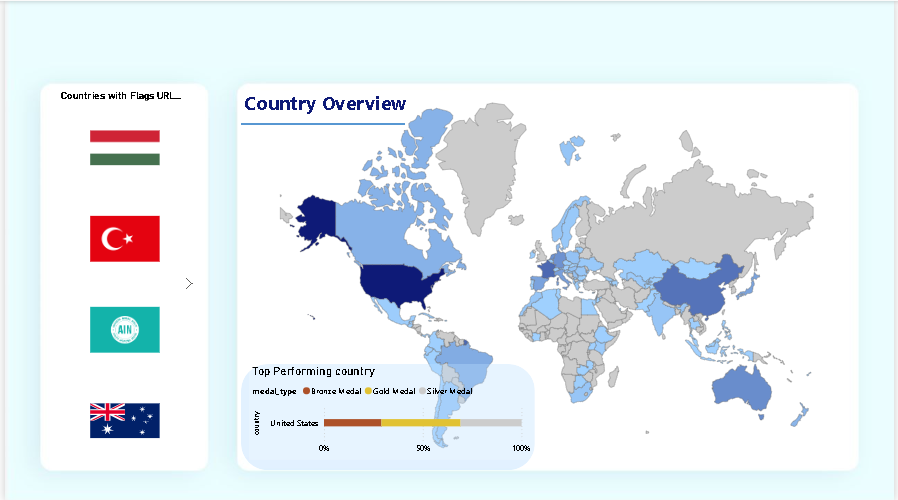 Countries with Flags URL...
AIN
Country Overview
Top Performing country
medal_type Bronze Medal Gold Medal Silver Medal
country
United States
0% 50% 100%